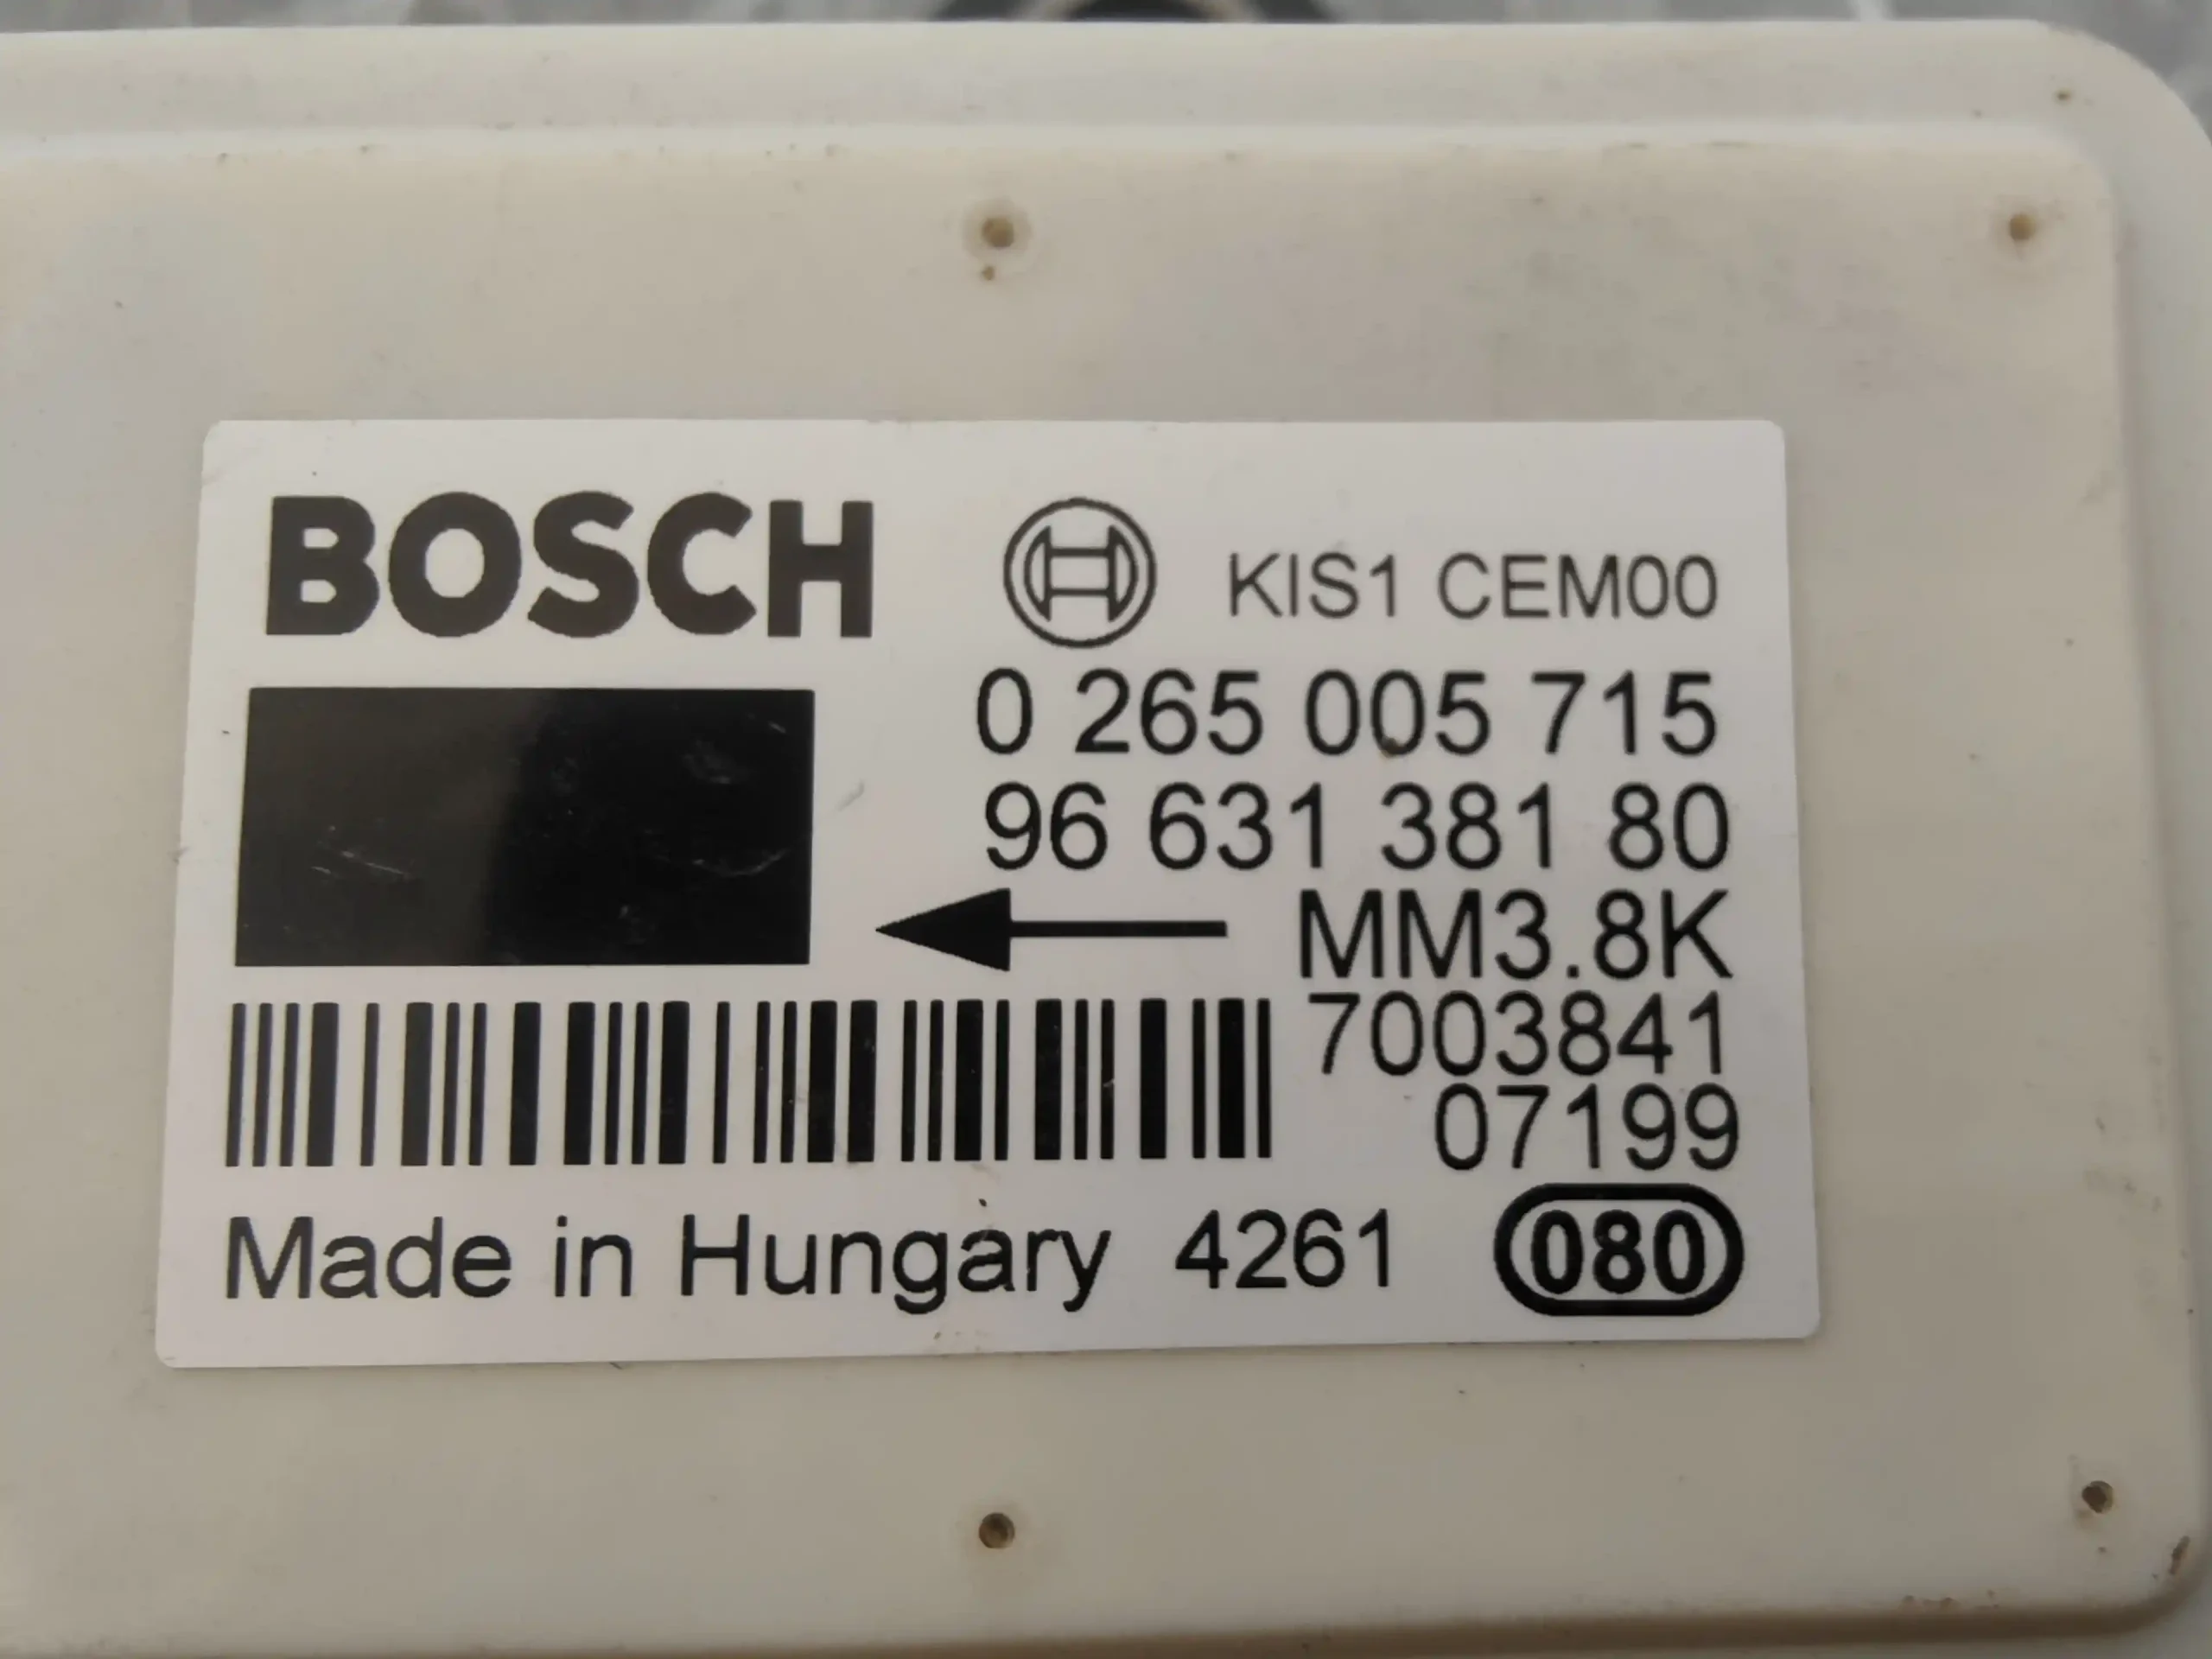 BOSCH KIS1 CEM00
0 265 005 715
96 631 381 80
MM3.8K
7003841
07199
Made in Hungary 4261 080